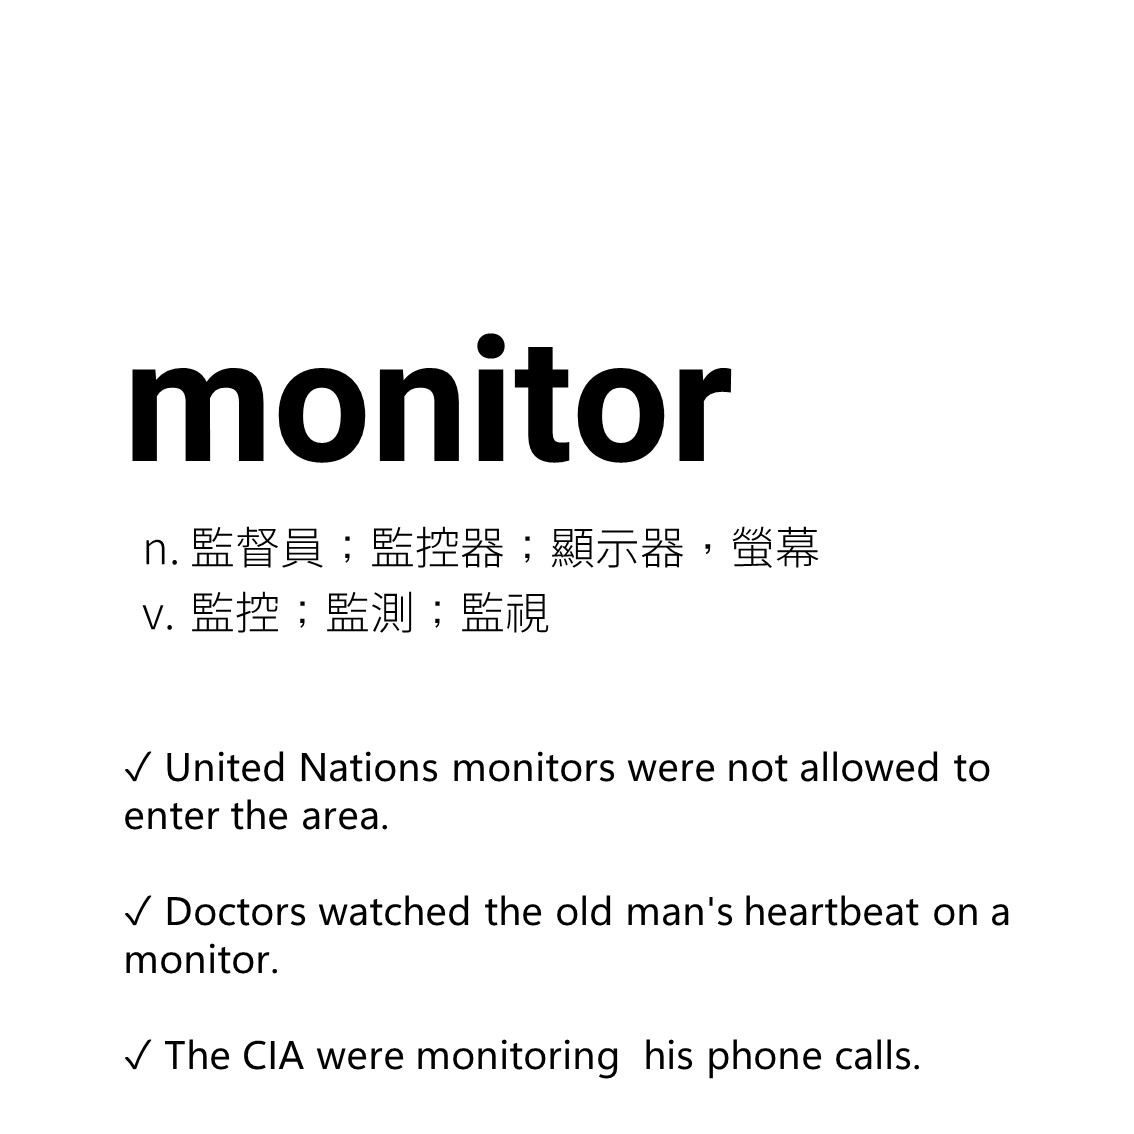 monitor
n. 監督員；監控器；顯示器，螢幕
v. 監控；監測；監視
✓ United Nations monitors were not allowed to
enter the area.
✓ Doctors watched the old man's heartbeat on a
monitor.
✓ The CIA were monitoring  his phone calls.